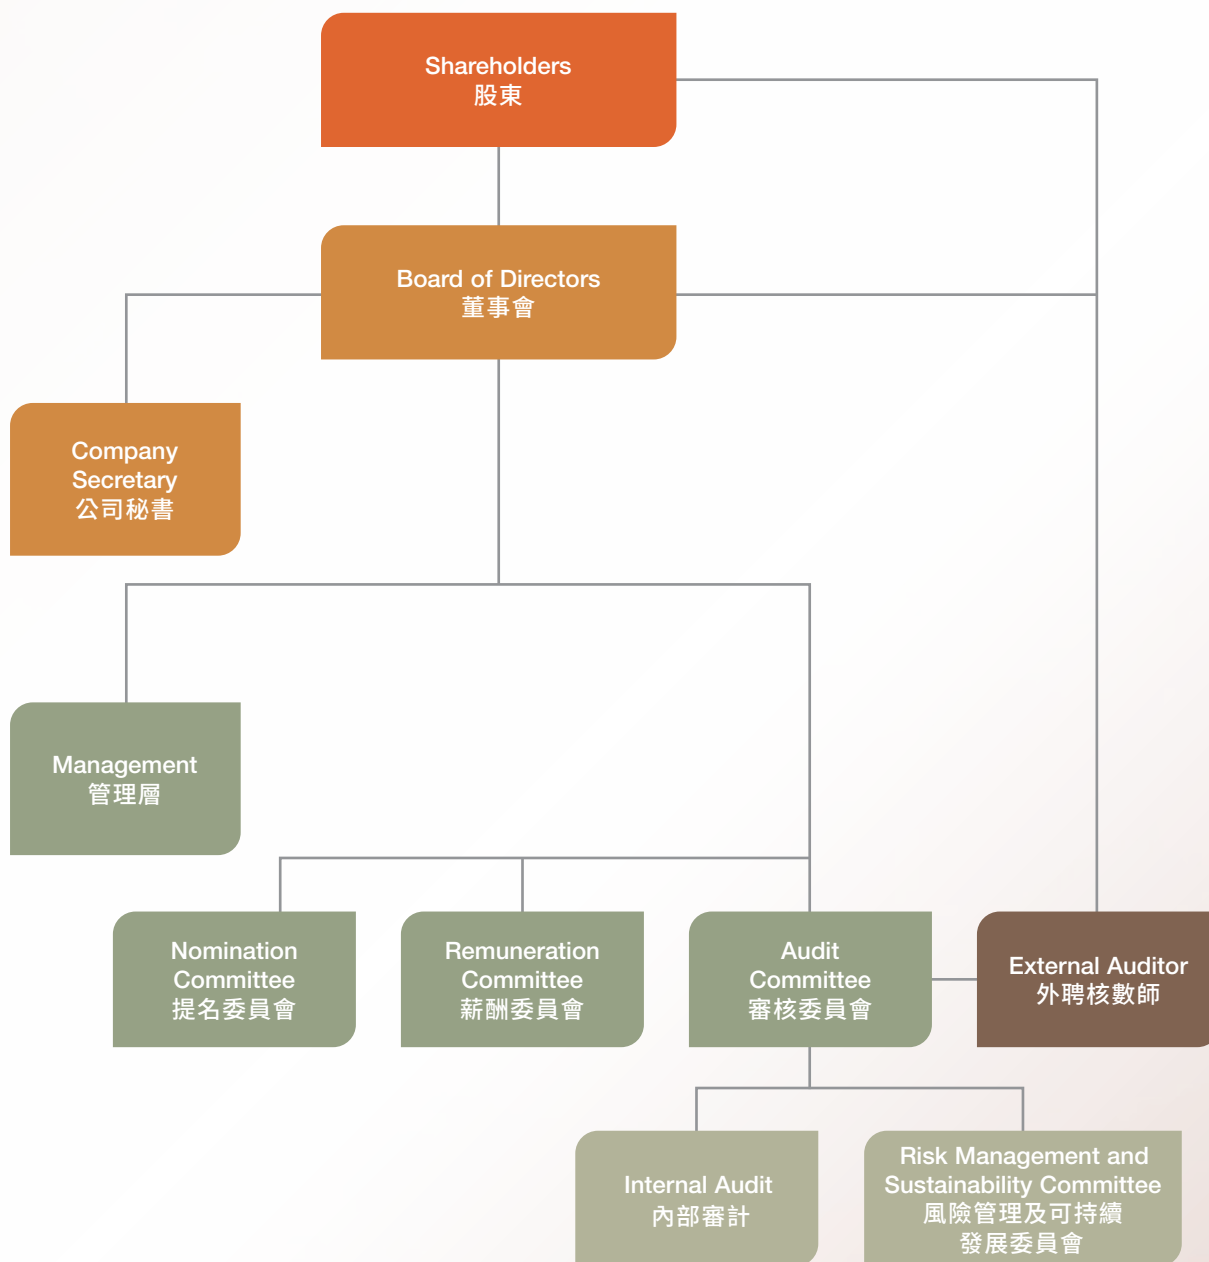 Shareholders
股東
Board of Directors
董事會
Company
Secretary
公司秘書
Management
管理層
Nomination
Committee
提名委員會
Remuneration
Committee
薪酬委員會
Audit
Committee
審核委員會
External Auditor
外聘核數師
Internal Audit
內部審計
Risk Management and
Sustainability Committee
風險管理及可持續
發展委員會